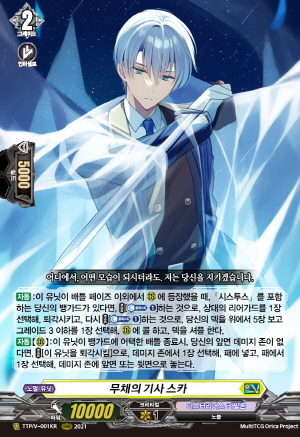 2
그레이드
인터셉트
5000
실드
어디에서, 어떤 모습이 되시더라도, 저는 당신을 지키겠습니다.
자동:이 유닛이 배틀 페이즈 이외에서 R에 등장했을 때, 「시스투스」를 포함
하는 당신의 뱅가드가 있다면, 하는 것으로, 상대의 리어가드를 1장
선택해, 퇴각시키고, 다시 하는 것으로, 당신의 덱을 위에서 5장 보고
그레이드 3 이하를 1장 선택해, R에 콜 하고, 덱을 셔플 한다.
자동 R:이 유닛이 뱅가드에 어택한 배틀 종료시, 당신의 앞면 데미지 존이 없
다면, [이 유닛을 퇴각시킴]으로, 데미지 존에서 1장 선택해, 패에 넣고, 패에서
1장 선택해, 데미지 존에 앞면 또는 뒷면으로 놓는다.
노멀 유닛
무채의 기사 스카
파워
10000
크리티컬
1
노블
TTP/V-001KR 2021
MultiTCG Orica Project